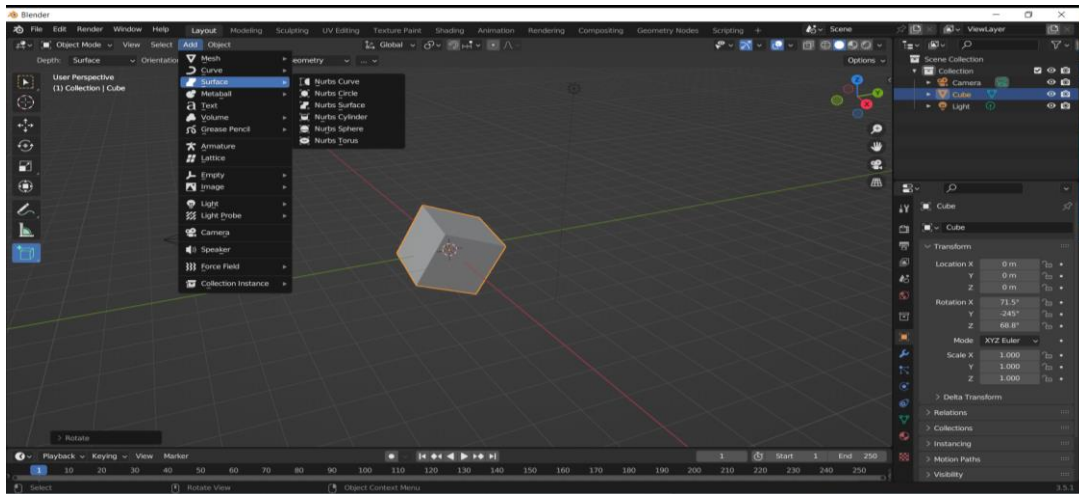 Blender
File Edit Render Window Help Layout Modeling Sculpting UV Editing Texture Paint Shading Animation Rendering Compositing Geometry Nodes Scripting + Scene ViewLayer
Object Mode View Select Add Object Global
Depth: Surface Orientation eometry ... Options
User Perspective
(1) Collection | Cube
Mesh
Curve
Surface
Metaball
Text
Volume
Grease Pencil
Armature
Lattice
Empty
Image
Light
Light Probe
Camera
Speaker
Force Field
Collection Instance
Nurbs Curve
Nurbs Circle
Nurbs Surface
Nurbs Cylinder
Nurbs Sphere
Nurbs Torus
Z
Y
X
Scene Collection
Collection
Camera
Cube
Light
Cube
Cube
Transform
Location X 0 m
Y 0 m
Z 0 m
Rotation X 71.5°
Y -245°
Z 68.8°
Mode XYZ Euler
Scale X 1.000
Y 1.000
Z 1.000
Delta Transform
Relations
Collections
Instancing
Motion Paths
Visibility
Rotate
Playback Keying View Marker 1 Start 1 End 250
1 10 20 30 40 50 60 70 80 90 100 110 120 130 140 150 160 170 180 190 200 210 220 230 240 250
Select Rotate View Object Context Menu 3.5.1